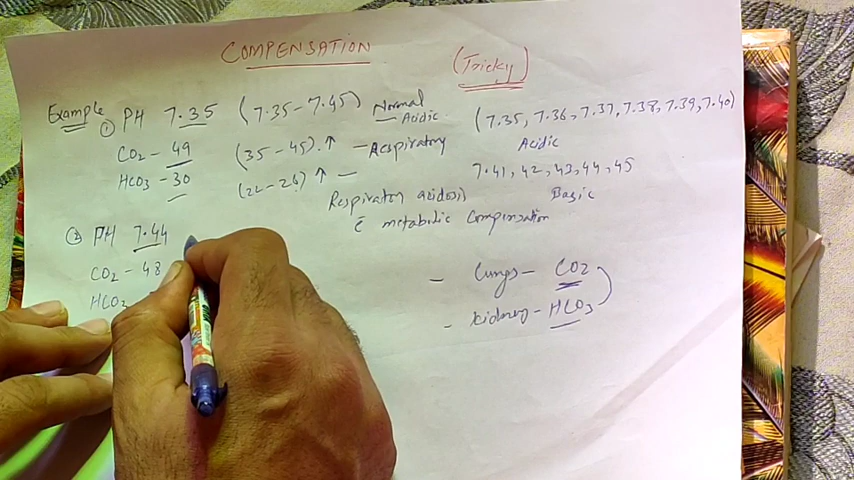 COMPENSATION
(Tricky)
Example
① PH 7.35 (7.35-7.45) Normal
Acidic
(7.35, 7.36, 7.37, 7.38, 7.39, 7.40)
Acidic
CO2 - 49 (35-45) ↑ - Respiratory
HCO3 - 30 (22-26) ↑ -
7.41, 42, 43, 44, 45
Basic
Respiratory acidosis
c̄ metabolic Compensation
② PH 7.44
CO2 - 48
HCO3
- Lungs - CO2
- kidney - HCO3